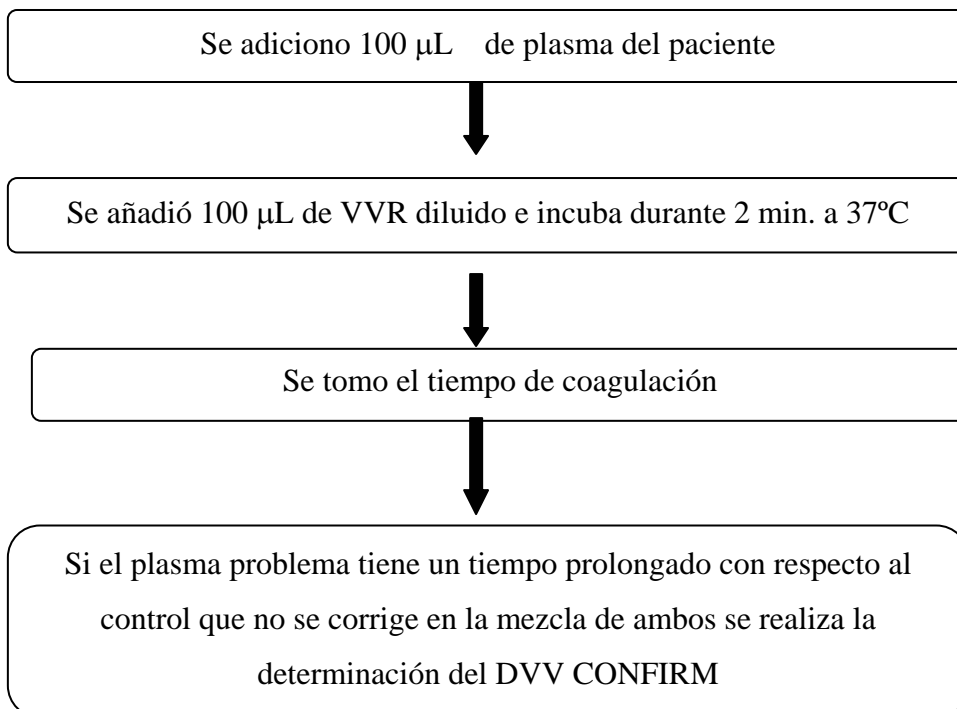 Se adiciono 100 μL de plasma del paciente
Se añadió 100 μL de VVR diluido e incuba durante 2 min. a 37ºC
Se tomo el tiempo de coagulación
Si el plasma problema tiene un tiempo prolongado con respecto al
control que no se corrige en la mezcla de ambos se realiza la
determinación del DVV CONFIRM